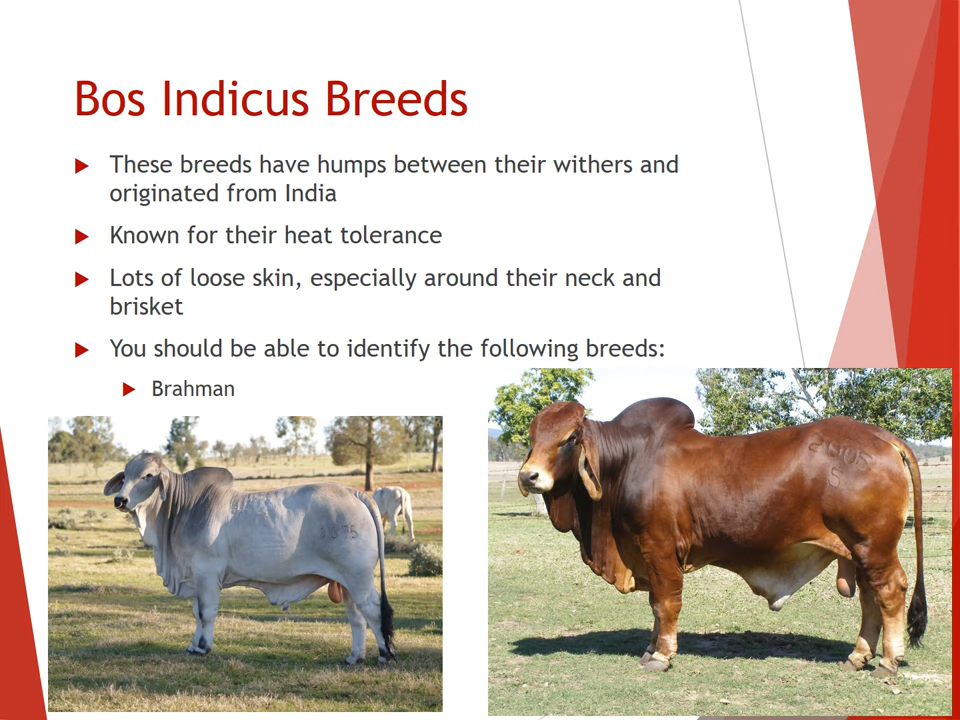 Bos Indicus Breeds
These breeds have humps between their withers and
originated from India
Known for their heat tolerance
Lots of loose skin, especially around their neck and
brisket
You should be able to identify the following breeds:
Brahman